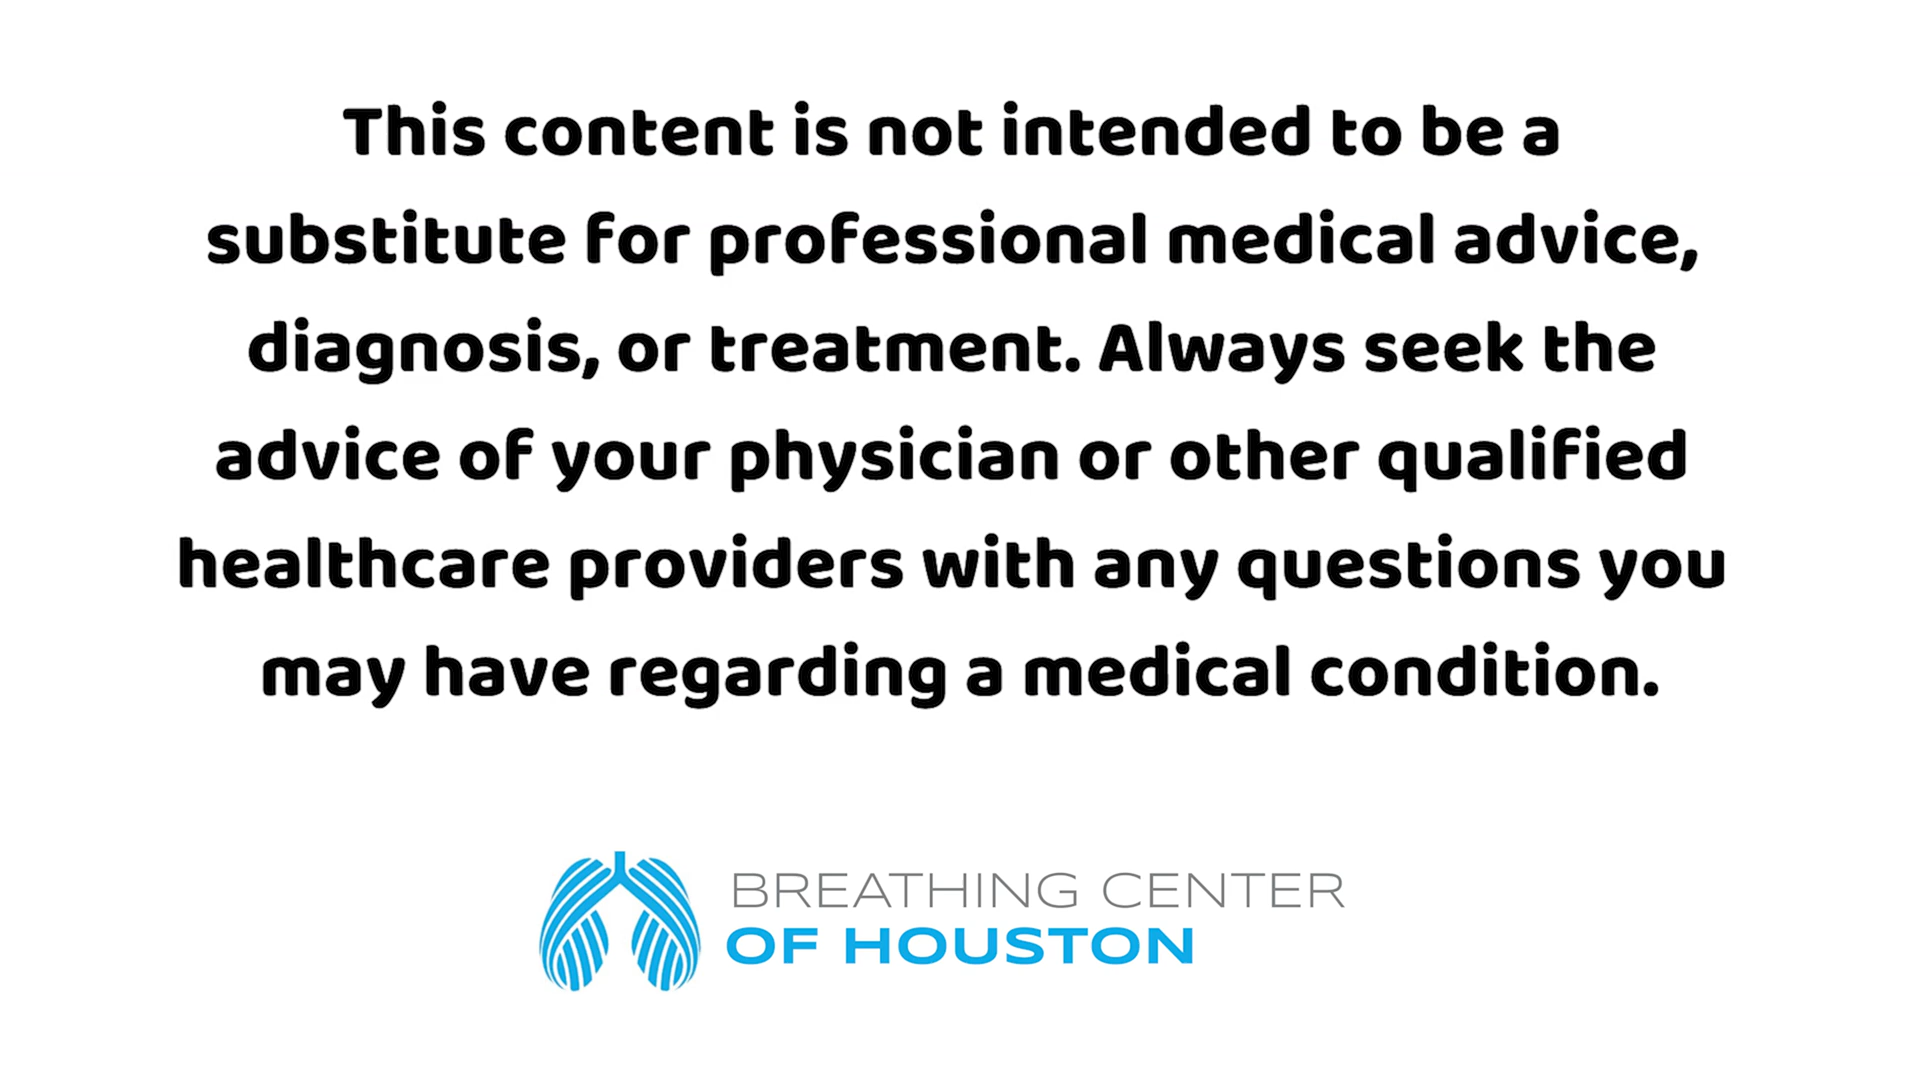 This content is not intended to be a
substitute for professional medical advice,
diagnosis, or treatment. Always seek the
advice of your physician or other qualified
healthcare providers with any questions you
may have regarding a medical condition.
BREATHING CENTER
OF HOUSTON